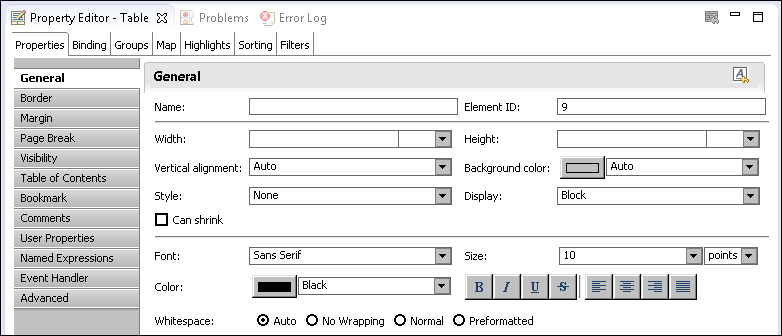 Property Editor - Table Problems Error Log
Properties Binding Groups Map Highlights Sorting Filters
General
Border
Margin
Page Break
Visibility
Table of Contents
Bookmark
Comments
User Properties
Named Expressions
Event Handler
Advanced
General
Name: Element ID: 9
Width: Height:
Vertical alignment: Auto Background color: Auto
Style: None Display: Block
Can shrink
Font: Sans Serif Size: 10 points
Color: Black B I U S
Whitespace: Auto No Wrapping Normal Preformatted